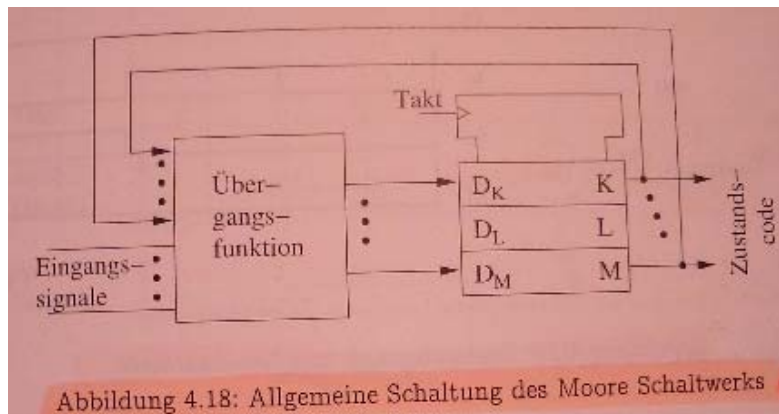 Takt
Über–
gangs–
funktion
D_K K
D_L L
D_M M
Eingangs–
signale
Zustands–
code
Abbildung 4.18: Allgemeine Schaltung des Moore Schaltwerks